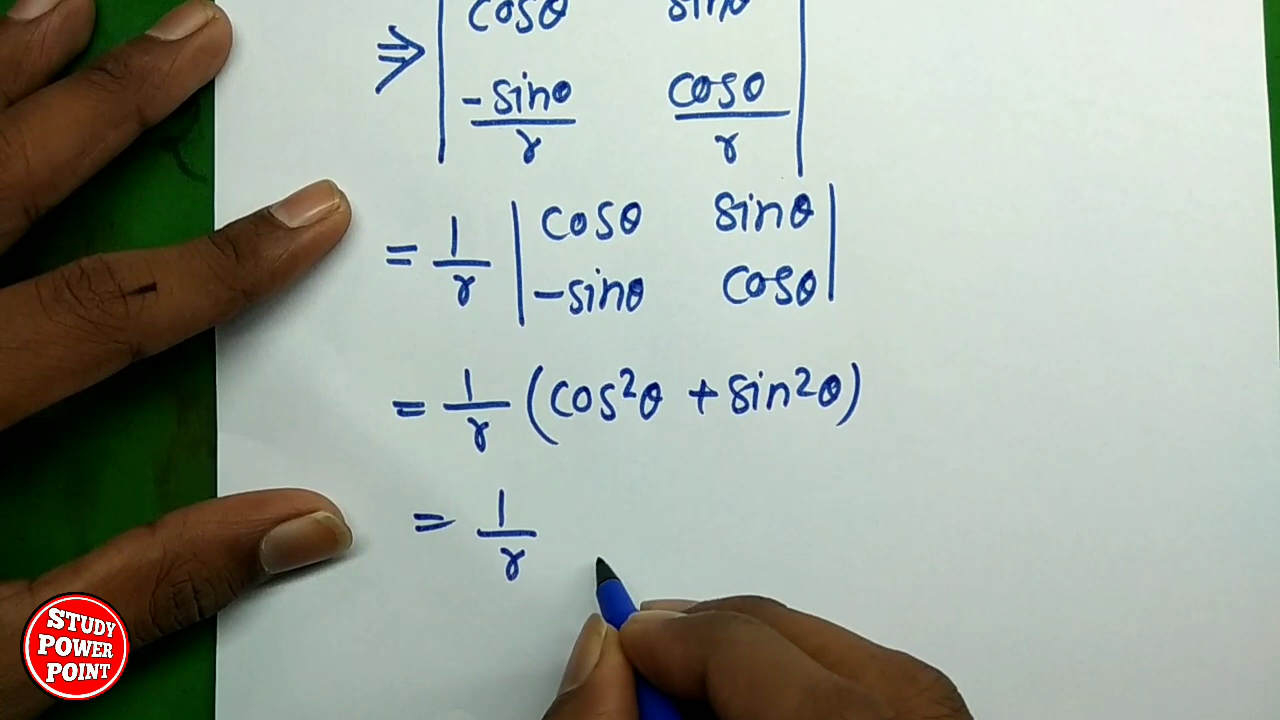 cosθ sinθ
⇒ | -sinθ/r cosθ/r |
= 1/r | cosθ sinθ |
| -sinθ cosθ |
= 1/r (cos²θ + sin²θ)
= 1/r
STUDY
POWER
POINT